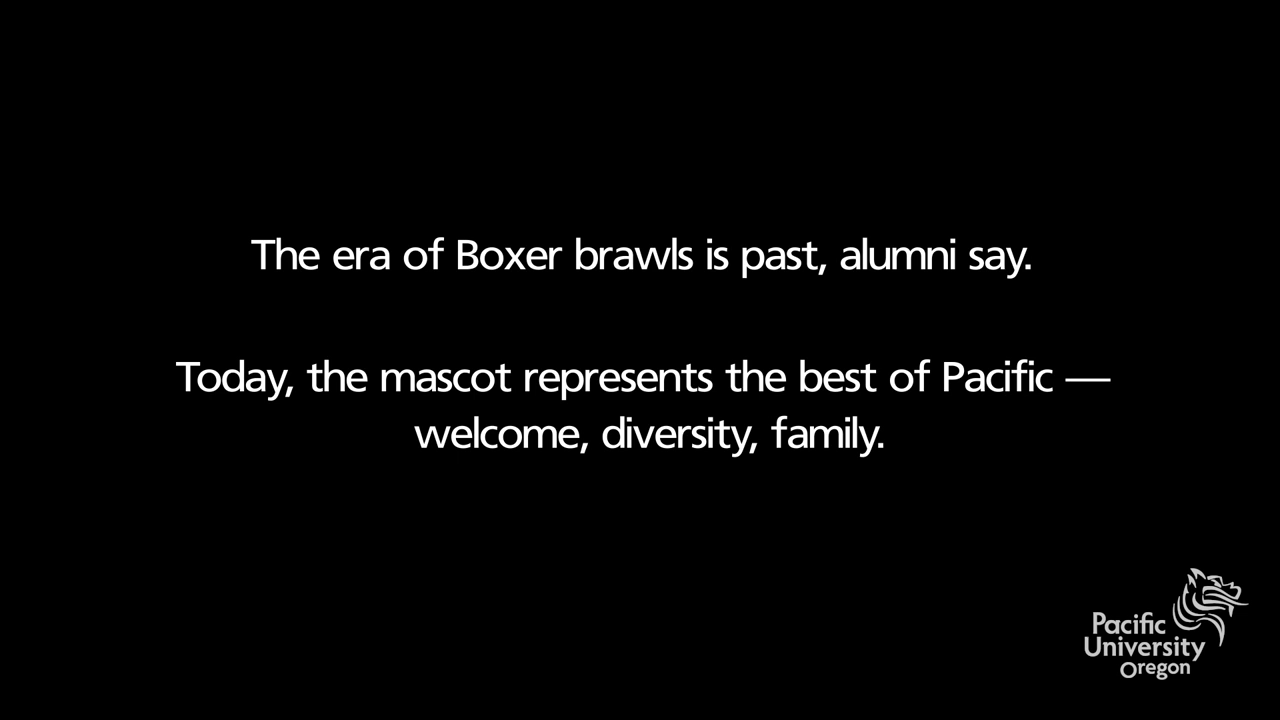 The era of Boxer brawls is past, alumni say.
Today, the mascot represents the best of Pacific —
welcome, diversity, family.
Pacific
University
Oregon